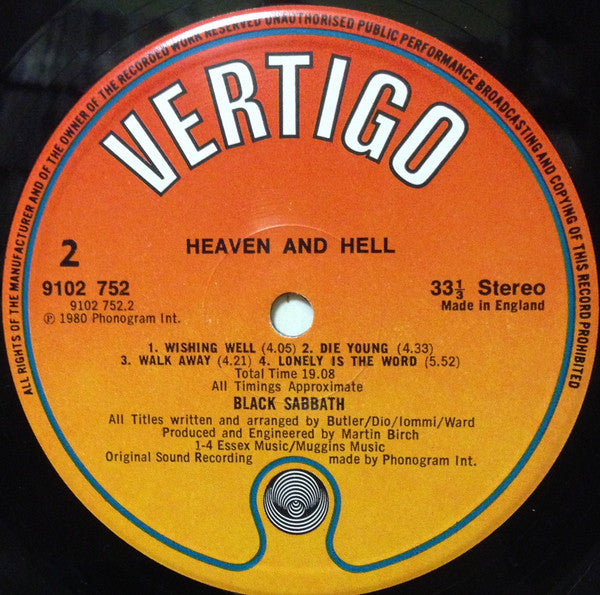 ALL RIGHTS OF THE MANUFACTURER AND OF THE OWNER OF THE RECORDED WORK RESERVED UNAUTHORISED PUBLIC PERFORMANCE BROADCASTING AND COPYING OF THIS RECORD PROHIBITED
VERTIGO
HEAVEN AND HELL
2
9102 752
9102 752.2
℗ 1980 Phonogram Int.
33⅓ Stereo
Made in England
1. WISHING WELL (4.05) 2. DIE YOUNG (4.33)
3. WALK AWAY (4.21) 4. LONELY IS THE WORD (5.52)
Total Time 19.08
All Timings Approximate
BLACK SABBATH
All Titles written and arranged by Butler/Dio/Iommi/Ward
Produced and Engineered by Martin Birch
1-4 Essex Music/Muggins Music
Original Sound Recording made by Phonogram Int.